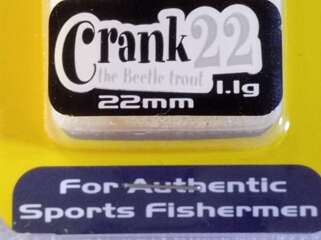 Crank22
the Beetle trout
1.1g
22mm
For Authentic
Sports Fishermen